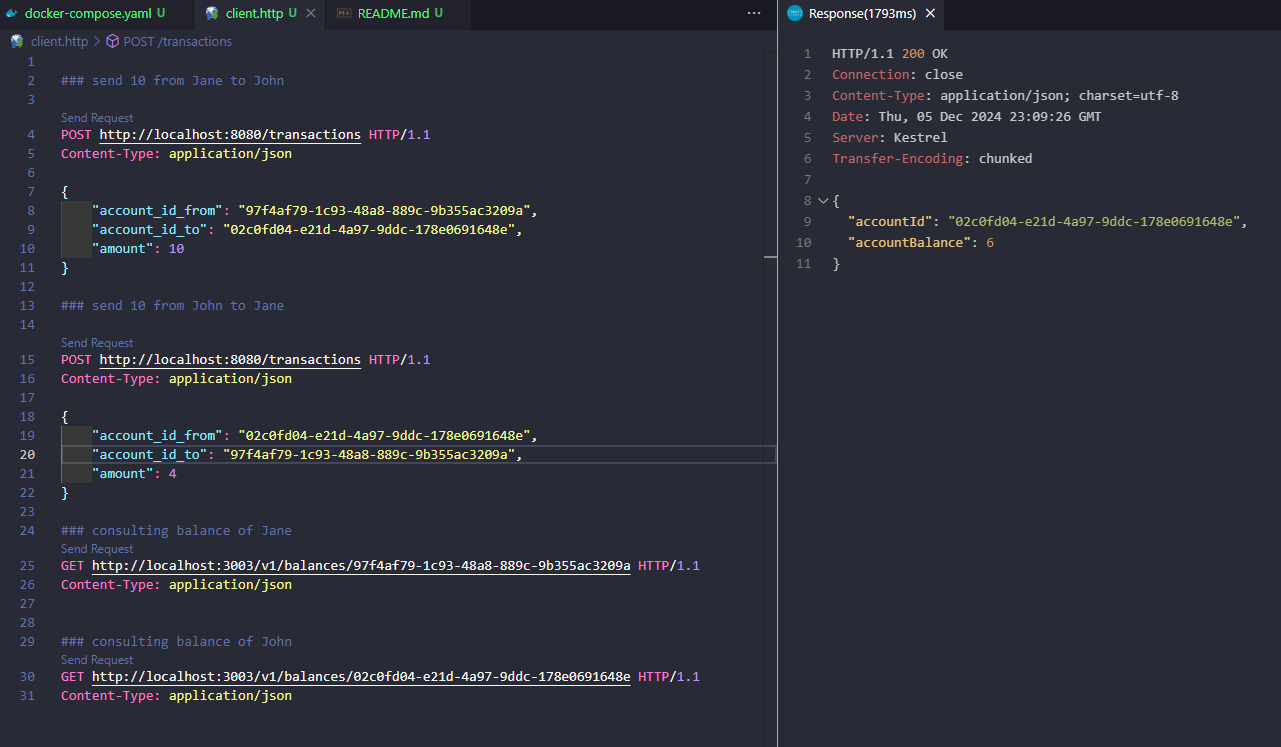 docker-compose.yaml U
client.http U
README.md U
...
client.http > POST /transactions
1
2 ### send 10 from Jane to John
3
Send Request
4 POST http://localhost:8080/transactions HTTP/1.1
5 Content-Type: application/json
6
7 {
8 "account_id_from": "97f4af79-1c93-48a8-889c-9b355ac3209a",
9 "account_id_to": "02c0fd04-e21d-4a97-9ddc-178e0691648e",
10 "amount": 10
11 }
12
13 ### send 10 from John to Jane
14
Send Request
15 POST http://localhost:8080/transactions HTTP/1.1
16 Content-Type: application/json
17
18 {
19 "account_id_from": "02c0fd04-e21d-4a97-9ddc-178e0691648e",
20 "account_id_to": "97f4af79-1c93-48a8-889c-9b355ac3209a",
21 "amount": 4
22 }
23
24 ### consulting balance of Jane
Send Request
25 GET http://localhost:3003/v1/balances/97f4af79-1c93-48a8-889c-9b355ac3209a HTTP/1.1
26 Content-Type: application/json
27
28
29 ### consulting balance of John
Send Request
30 GET http://localhost:3003/v1/balances/02c0fd04-e21d-4a97-9ddc-178e0691648e HTTP/1.1
31 Content-Type: application/json
Response(1793ms)
1 HTTP/1.1 200 OK
2 Connection: close
3 Content-Type: application/json; charset=utf-8
4 Date: Thu, 05 Dec 2024 23:09:26 GMT
5 Server: Kestrel
6 Transfer-Encoding: chunked
7
8 {
9 "accountId": "02c0fd04-e21d-4a97-9ddc-178e0691648e",
10 "accountBalance": 6
11 }